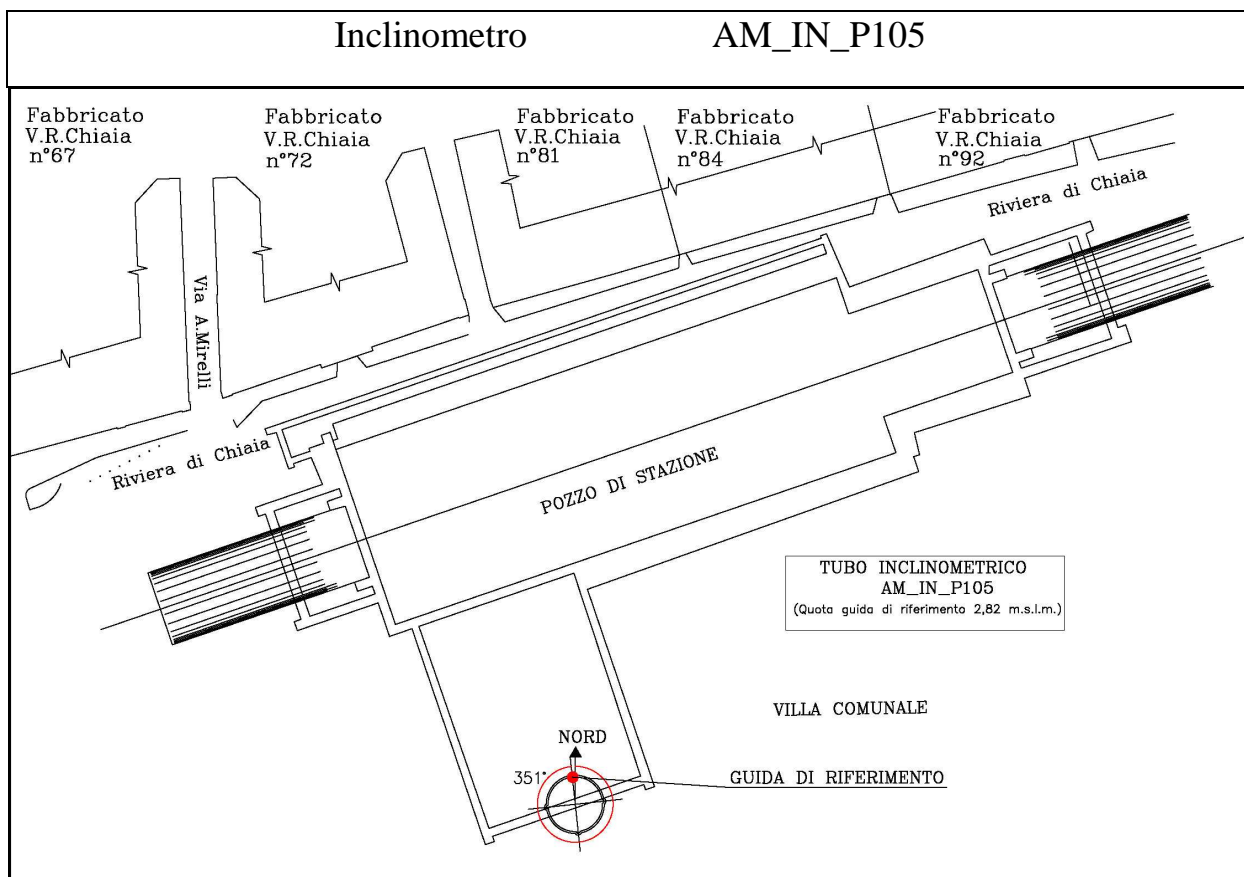 Inclinometro AM_IN_P105
Fabbricato
V.R.Chiaia
n°67
Fabbricato
V.R.Chiaia
n°72
Fabbricato
V.R.Chiaia
n°81
Fabbricato
V.R.Chiaia
n°84
Fabbricato
V.R.Chiaia
n°92
Riviera di Chiaia
Via A.Mirelli
Riviera di Chiaia
POZZO DI STAZIONE
TUBO INCLINOMETRICO
AM_IN_P105
(Quota guida di riferimento 2,82 m.s.l.m.)
VILLA COMUNALE
NORD
351°
GUIDA DI RIFERIMENTO